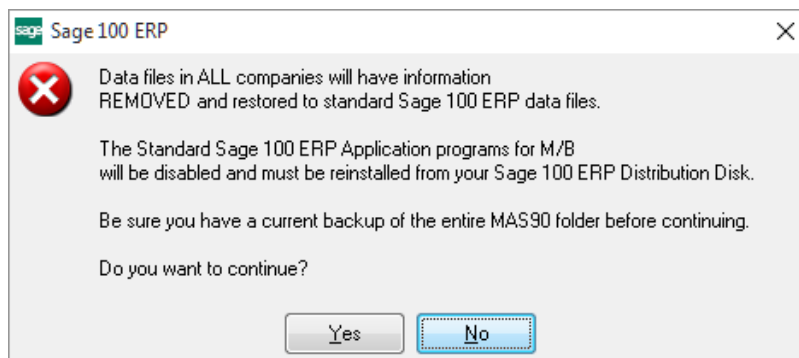 sage Sage 100 ERP
Data files in ALL companies will have information
REMOVED and restored to standard Sage 100 ERP data files.
The Standard Sage 100 ERP Application programs for M/B
will be disabled and must be reinstalled from your Sage 100 ERP Distribution Disk.
Be sure you have a current backup of the entire MAS90 folder before continuing.
Do you want to continue?
Yes No